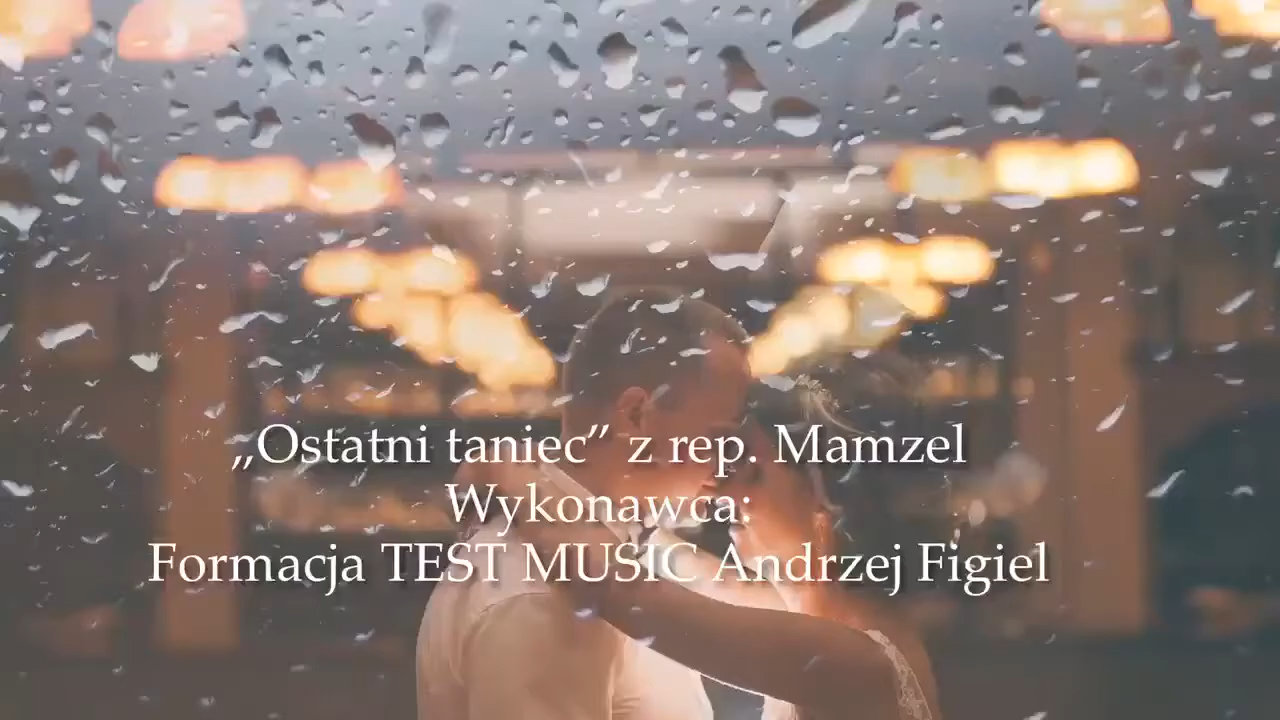 „Ostatni taniec” z rep. Mamzel
Wykonawca:
Formacja TEST MUSIC Andrzej Figiel